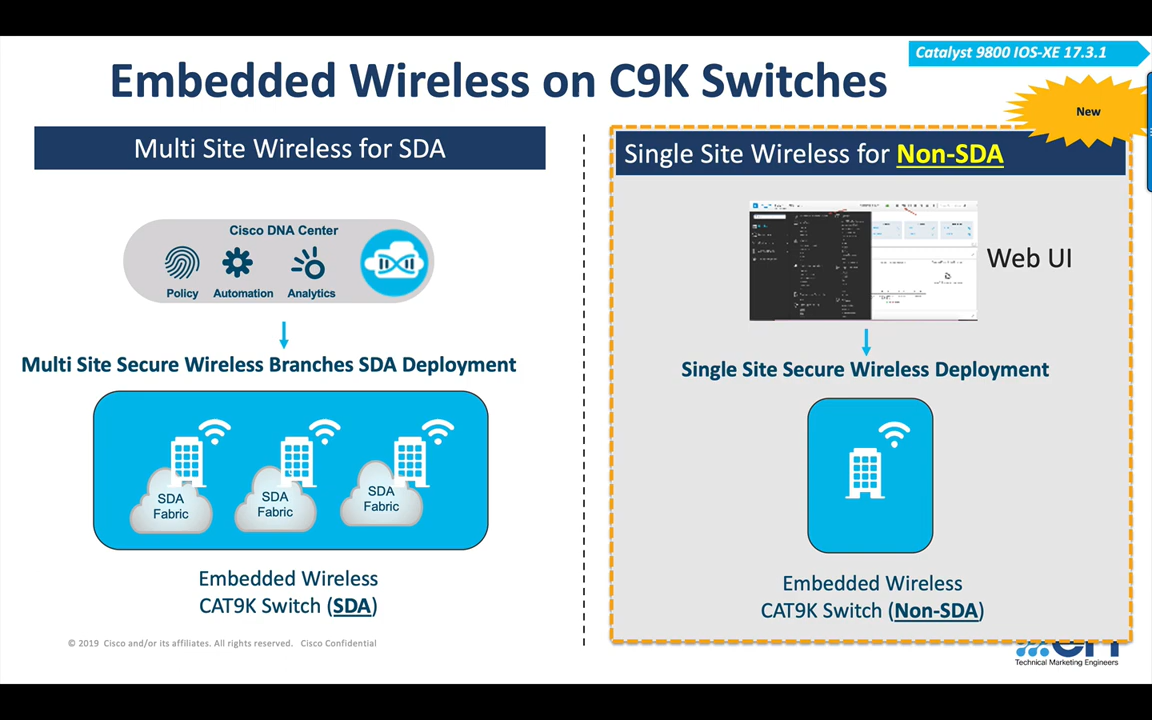 Catalyst 9800 IOS-XE 17.3.1
Embedded Wireless on C9K Switches
New
Multi Site Wireless for SDA
Cisco DNA Center
Policy
Automation
Analytics
Multi Site Secure Wireless Branches SDA Deployment
SDA
Fabric
SDA
Fabric
SDA
Fabric
Embedded Wireless
CAT9K Switch (SDA)
Single Site Wireless for Non-SDA
Web UI
Single Site Secure Wireless Deployment
Embedded Wireless
CAT9K Switch (Non-SDA)
© 2019 Cisco and/or its affiliates. All rights reserved. Cisco Confidential
Technical Marketing Engineers